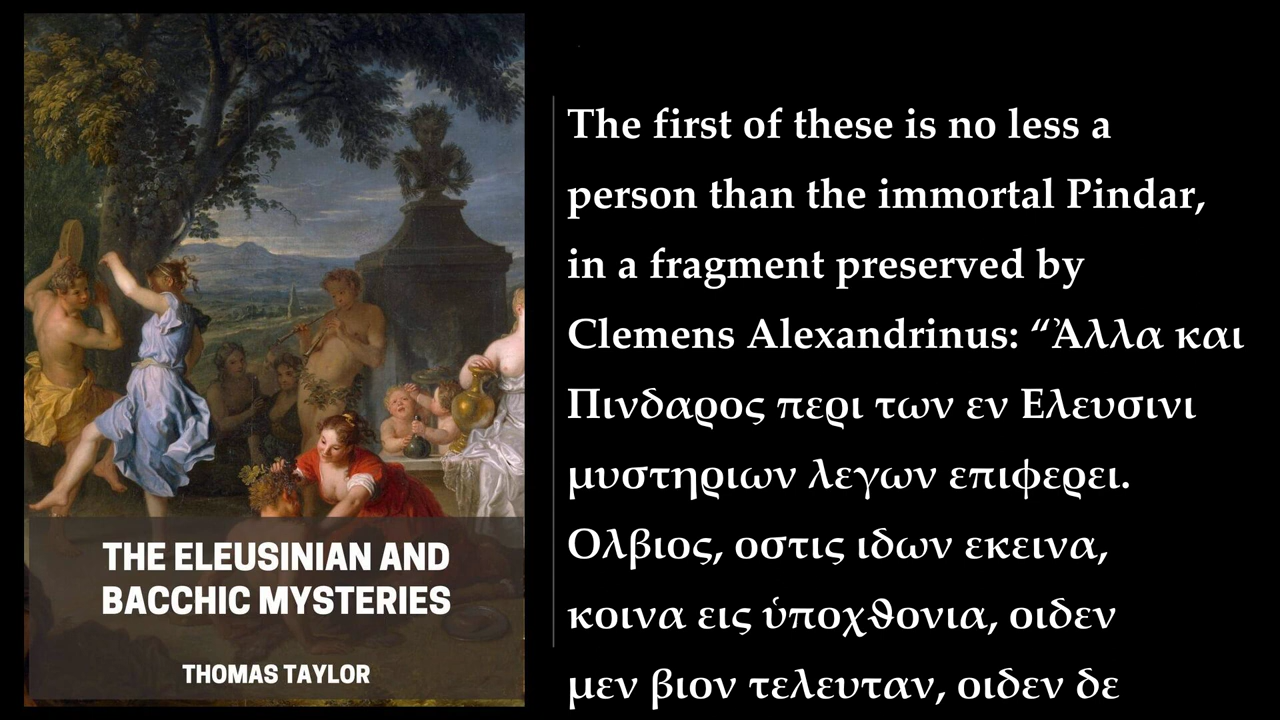 THE ELEUSINIAN AND
BACCHIC MYSTERIES
THOMAS TAYLOR
The first of these is no less a
person than the immortal Pindar,
in a fragment preserved by
Clemens Alexandrinus: “Ἀλλα και
Πινδαρος περι των εν Ελευσινι
μυστηριων λεγων επιφερει.
Ολβιος, οστις ιδων εκεινα,
κοινα εις ὑποχϑονια, οιδεν
μεν βιον τελευταν, οιδεν δε